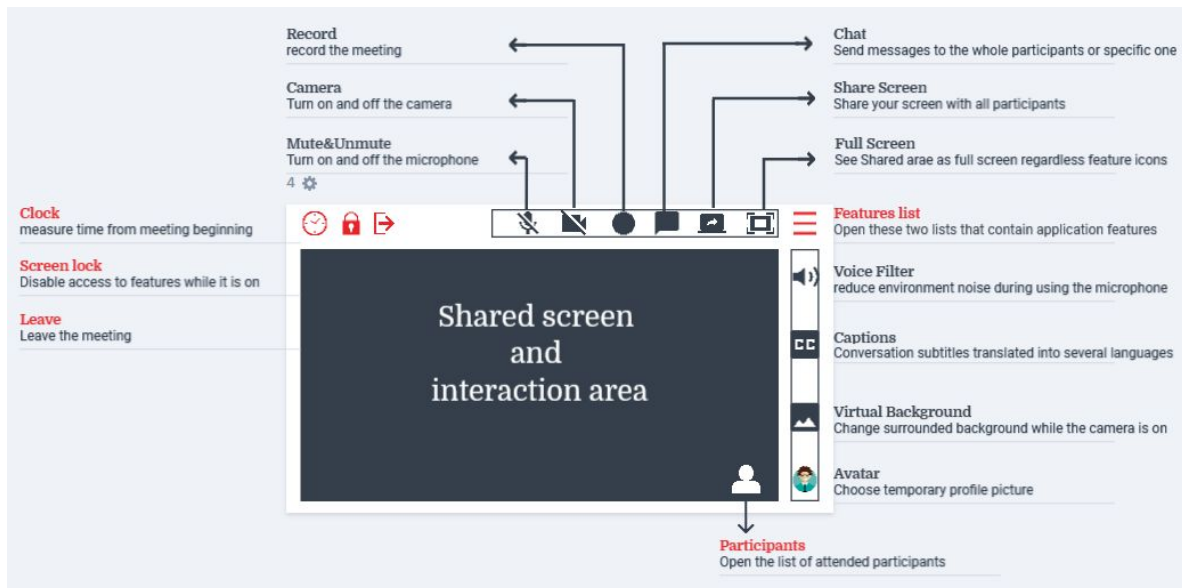 Record
record the meeting
Camera
Turn on and off the camera
Mute&Unmute
Turn on and off the microphone
4
Chat
Send messages to the whole participants or specific one
Share Screen
Share your screen with all participants
Full Screen
See Shared arae as full screen regardless feature icons
Clock
measure time from meeting beginning
Screen lock
Disable access to features while it is on
Leave
Leave the meeting
Shared screen
and
interaction area
Features list
Open these two lists that contain application features
Voice Filter
reduce environment noise during using the microphone
CC
Captions
Conversation subtitles translated into several languages
Virtual Background
Change surrounded background while the camera is on
Avatar
Choose temporary profile picture
Participants
Open the list of attended participants